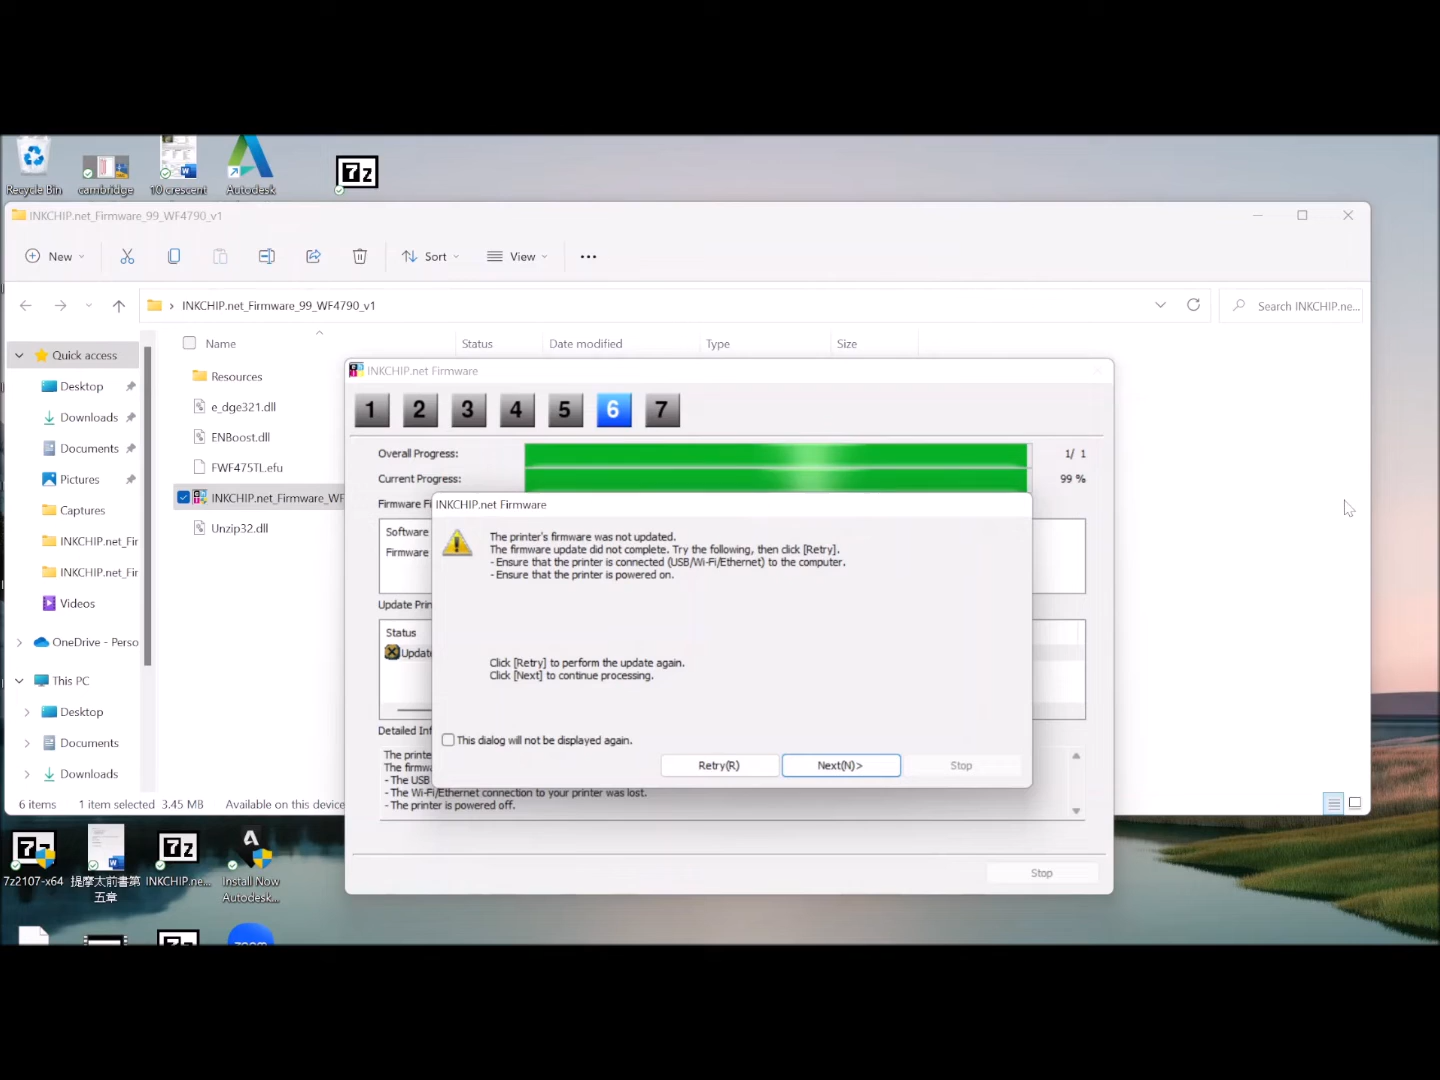 Recycle Bin
cambridge
10 crescent
Autodesk
7z
INKCHIP.net_Firmware_99_WF4790_v1
New
Sort
View
INKCHIP.net_Firmware_99_WF4790_v1
Search INKCHIP.ne...
Name
Status
Date modified
Type
Size
Quick access
Desktop
Downloads
Documents
Pictures
Captures
INKCHIP.net_Fir
INKCHIP.net_Fir
Videos
OneDrive - Perso
This PC
Desktop
Documents
Downloads
Resources
e_dge321.dll
ENBoost.dll
FWF475TL.efu
INKCHIP.net_Firmware_WF
Unzip32.dll
6 items
1 item selected 3.45 MB
Available on this device
INKCHIP.net Firmware
1 2 3 4 5 6 7
Overall Progress:
1/ 1
Current Progress:
99 %
Firmware Fi
Software
Firmware
Update Prin
Status
Updat
Detailed Inf
The printe
The firmwa
- The USB
- The Wi-Fi/Ethernet connection to your printer was lost.
- The printer is powered off.
Stop
INKCHIP.net Firmware
The printer's firmware was not updated.
The firmware update did not complete. Try the following, then click [Retry].
- Ensure that the printer is connected (USB/Wi-Fi/Ethernet) to the computer.
- Ensure that the printer is powered on.
Click [Retry] to perform the update again.
Click [Next] to continue processing.
This dialog will not be displayed again.
Retry(R)
Next(N)>
Stop
7z
7z
7z2107-x64
提摩太前書第五章
INKCHIP.ne...
Install Now
Autodesk...
zoom